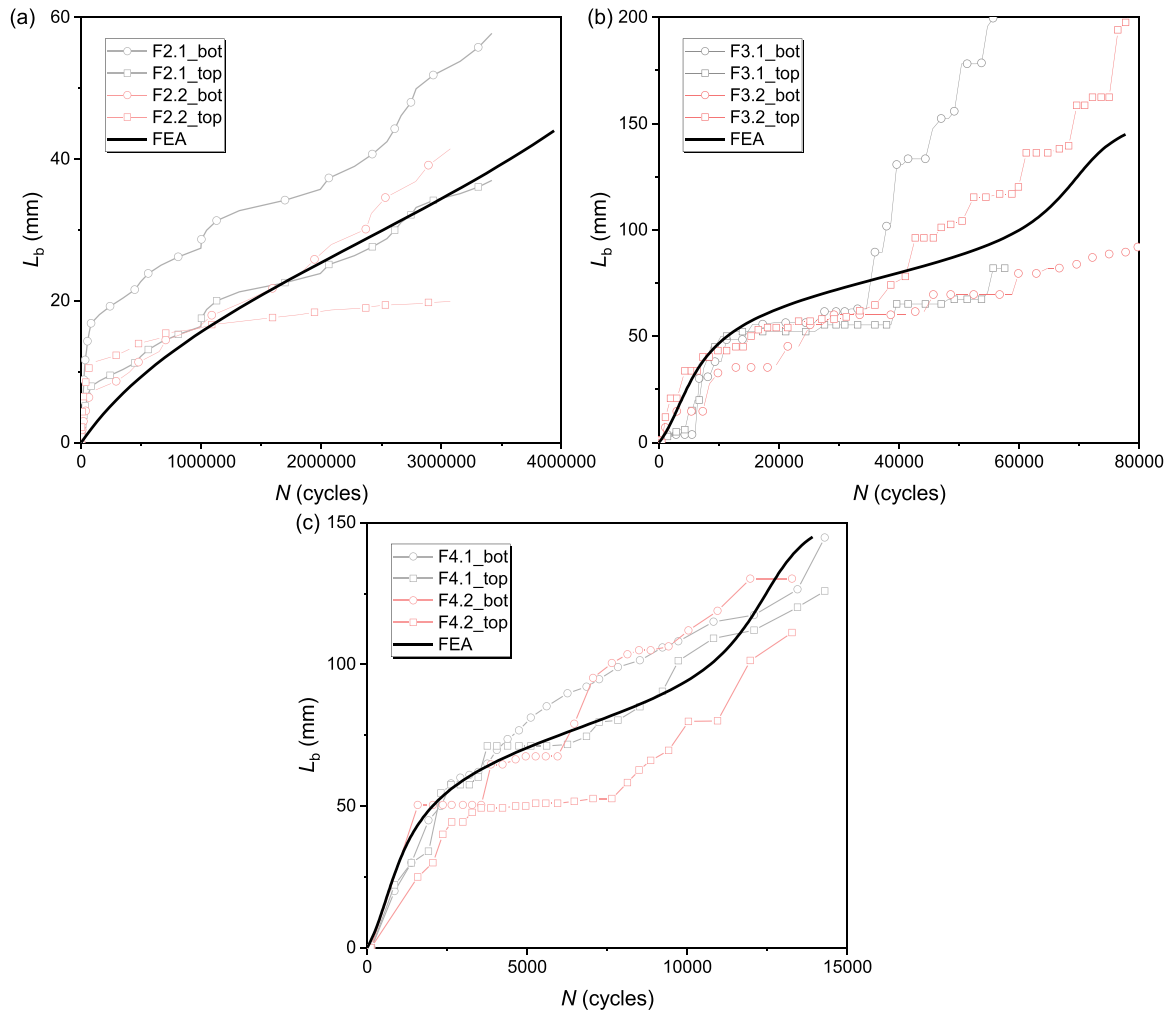 (a)
60
40
20
0
L_b (mm)
F2.1_bot
F2.1_top
F2.2_bot
F2.2_top
FEA
0 1000000 2000000 3000000 4000000
N (cycles)
(b)
200
150
100
50
0
L_b (mm)
F3.1_bot
F3.1_top
F3.2_bot
F3.2_top
FEA
0 20000 40000 60000 80000
N (cycles)
(c)
150
100
50
0
L_b (mm)
F4.1_bot
F4.1_top
F4.2_bot
F4.2_top
FEA
0 5000 10000 15000
N (cycles)